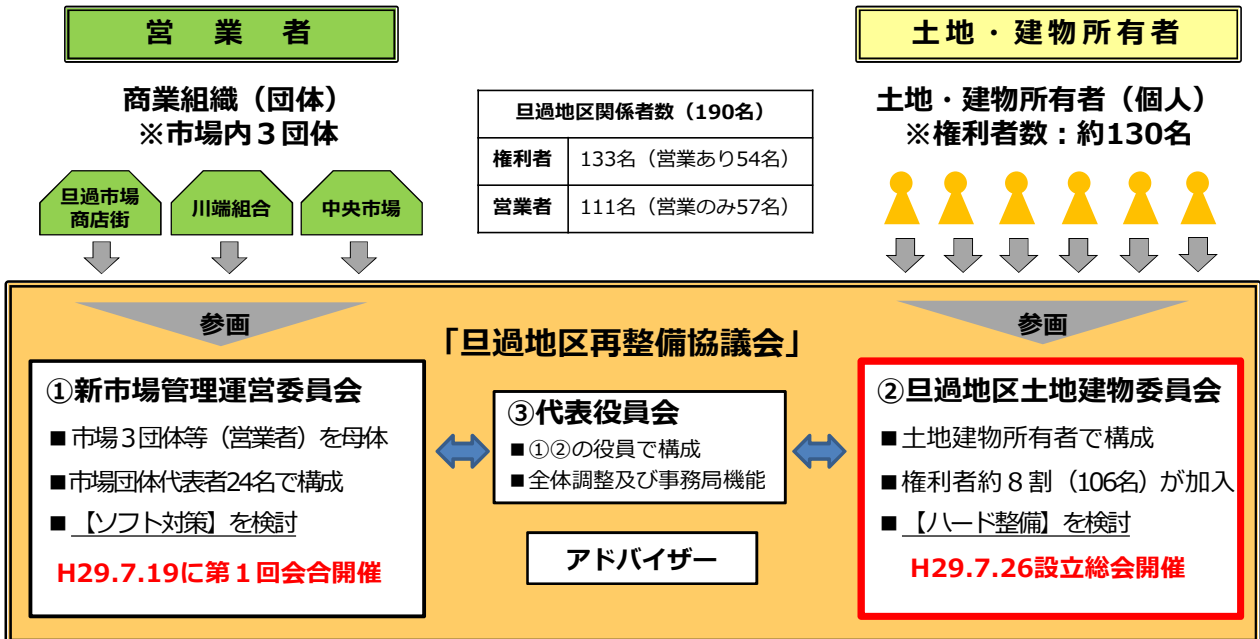 営業者
土地・建物所有者
商業組織（団体）
※市場内３団体
旦過市場
商店街
川端組合
中央市場
旦過地区関係者数（190名）
権利者 133名（営業あり54名）
営業者 111名（営業のみ57名）
土地・建物所有者（個人）
※権利者数：約130名
参画
「旦過地区再整備協議会」
参画
①新市場管理運営委員会
■市場３団体等（営業者）を母体
■市場団体代表者24名で構成
■【ソフト対策】を検討
H29.7.19に第１回会合開催
③代表役員会
■①②の役員で構成
■全体調整及び事務局機能
アドバイザー
②旦過地区土地建物委員会
■土地建物所有者で構成
■権利者約８割（106名）が加入
■【ハード整備】を検討
H29.7.26設立総会開催